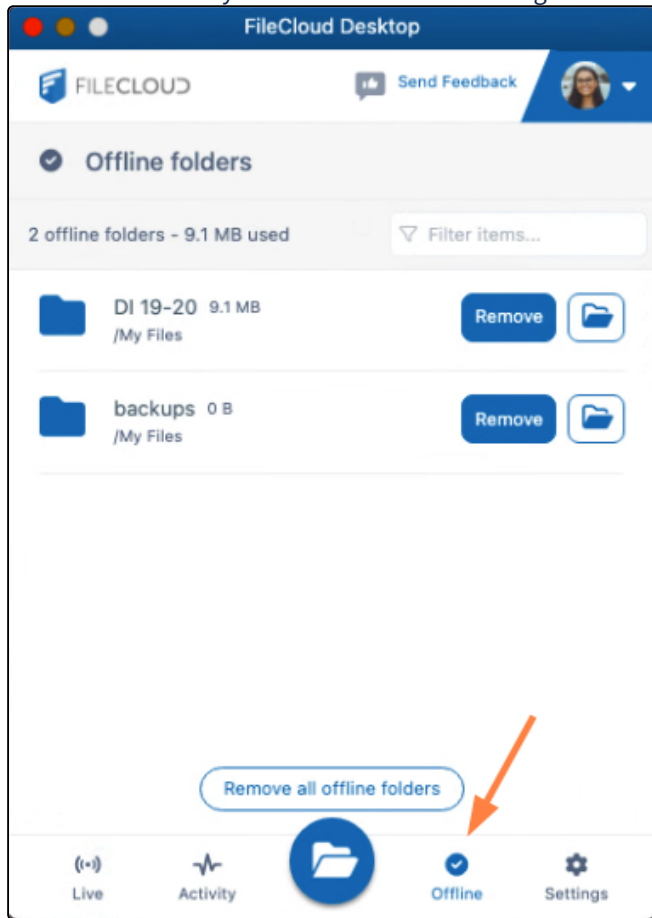 FileCloud Desktop
FILECLOUD
Send Feedback
Offline folders
2 offline folders - 9.1 MB used
Filter items...
DI 19-20 9.1 MB
/My Files
Remove
backups 0 B
/My Files
Remove
Remove all offline folders
Live
Activity
Offline
Settings